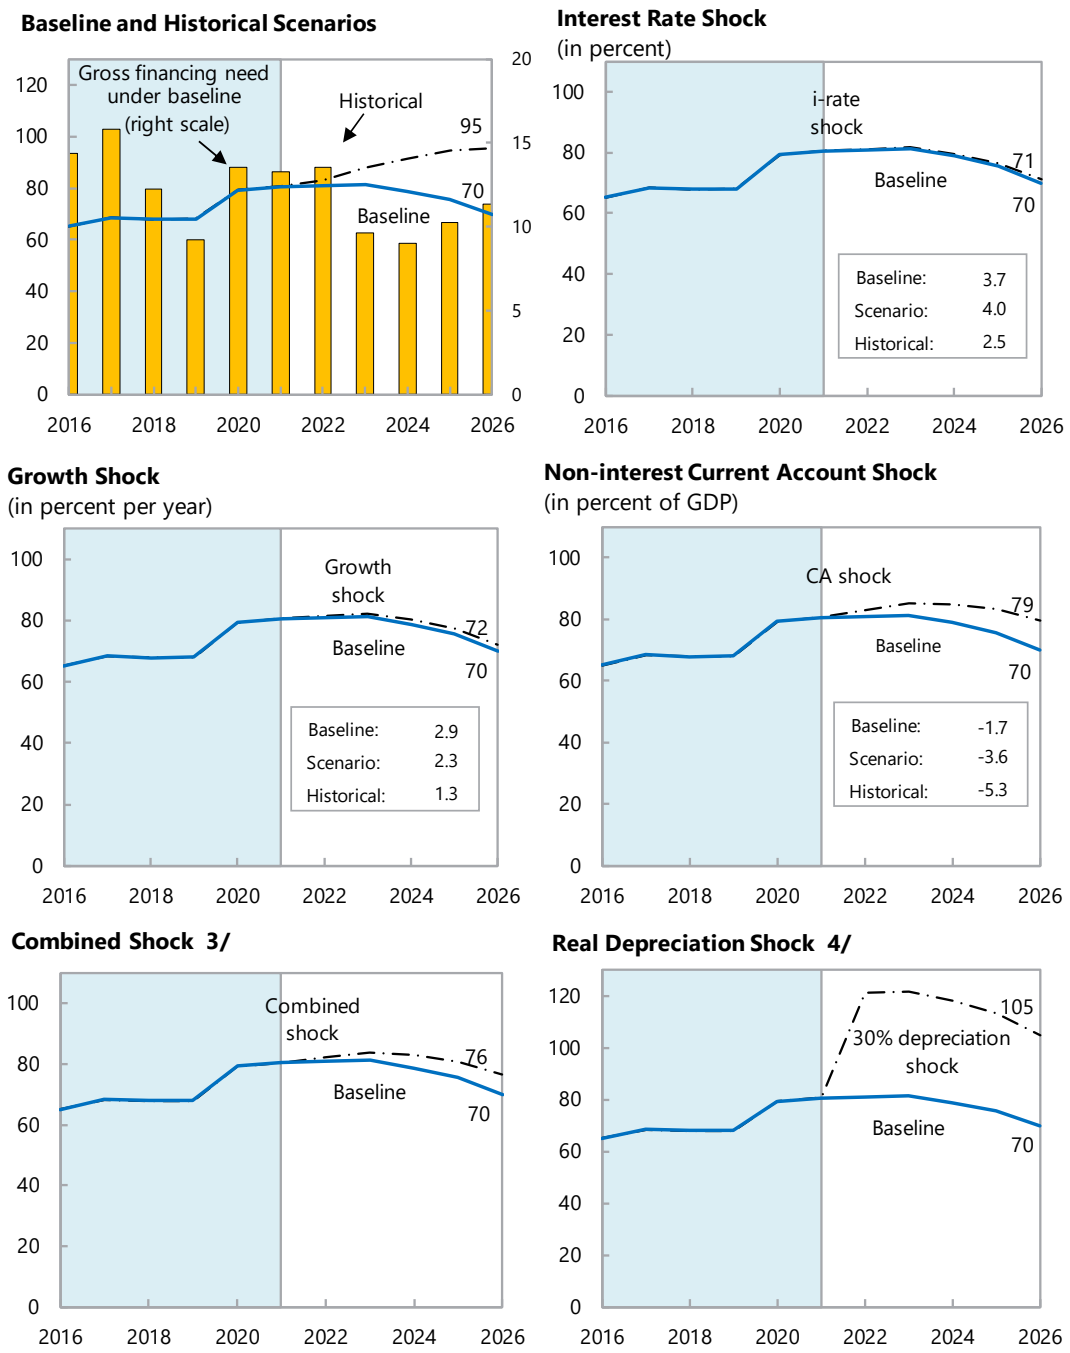 Baseline and Historical Scenarios
Gross financing need
under baseline
(right scale)
Historical
95
70
Baseline
120
100
80
60
40
20
0
20
15
10
5
0
2016 2018 2020 2022 2024 2026
Interest Rate Shock
(in percent)
i-rate
shock
71
Baseline
70
Baseline: 3.7
Scenario: 4.0
Historical: 2.5
100
80
60
40
20
0
2016 2018 2020 2022 2024 2026
Growth Shock
(in percent per year)
Growth
shock
72
Baseline
70
Baseline: 2.9
Scenario: 2.3
Historical: 1.3
100
80
60
40
20
0
2016 2018 2020 2022 2024 2026
Non-interest Current Account Shock
(in percent of GDP)
CA shock
79
Baseline
70
Baseline: -1.7
Scenario: -3.6
Historical: -5.3
100
80
60
40
20
0
2016 2018 2020 2022 2024 2026
Combined Shock 3/
Combined
shock
76
Baseline
70
100
80
60
40
20
0
2016 2018 2020 2022 2024 2026
Real Depreciation Shock 4/
105
30% depreciation
shock
Baseline
70
120
100
80
60
40
20
0
2016 2018 2020 2022 2024 2026